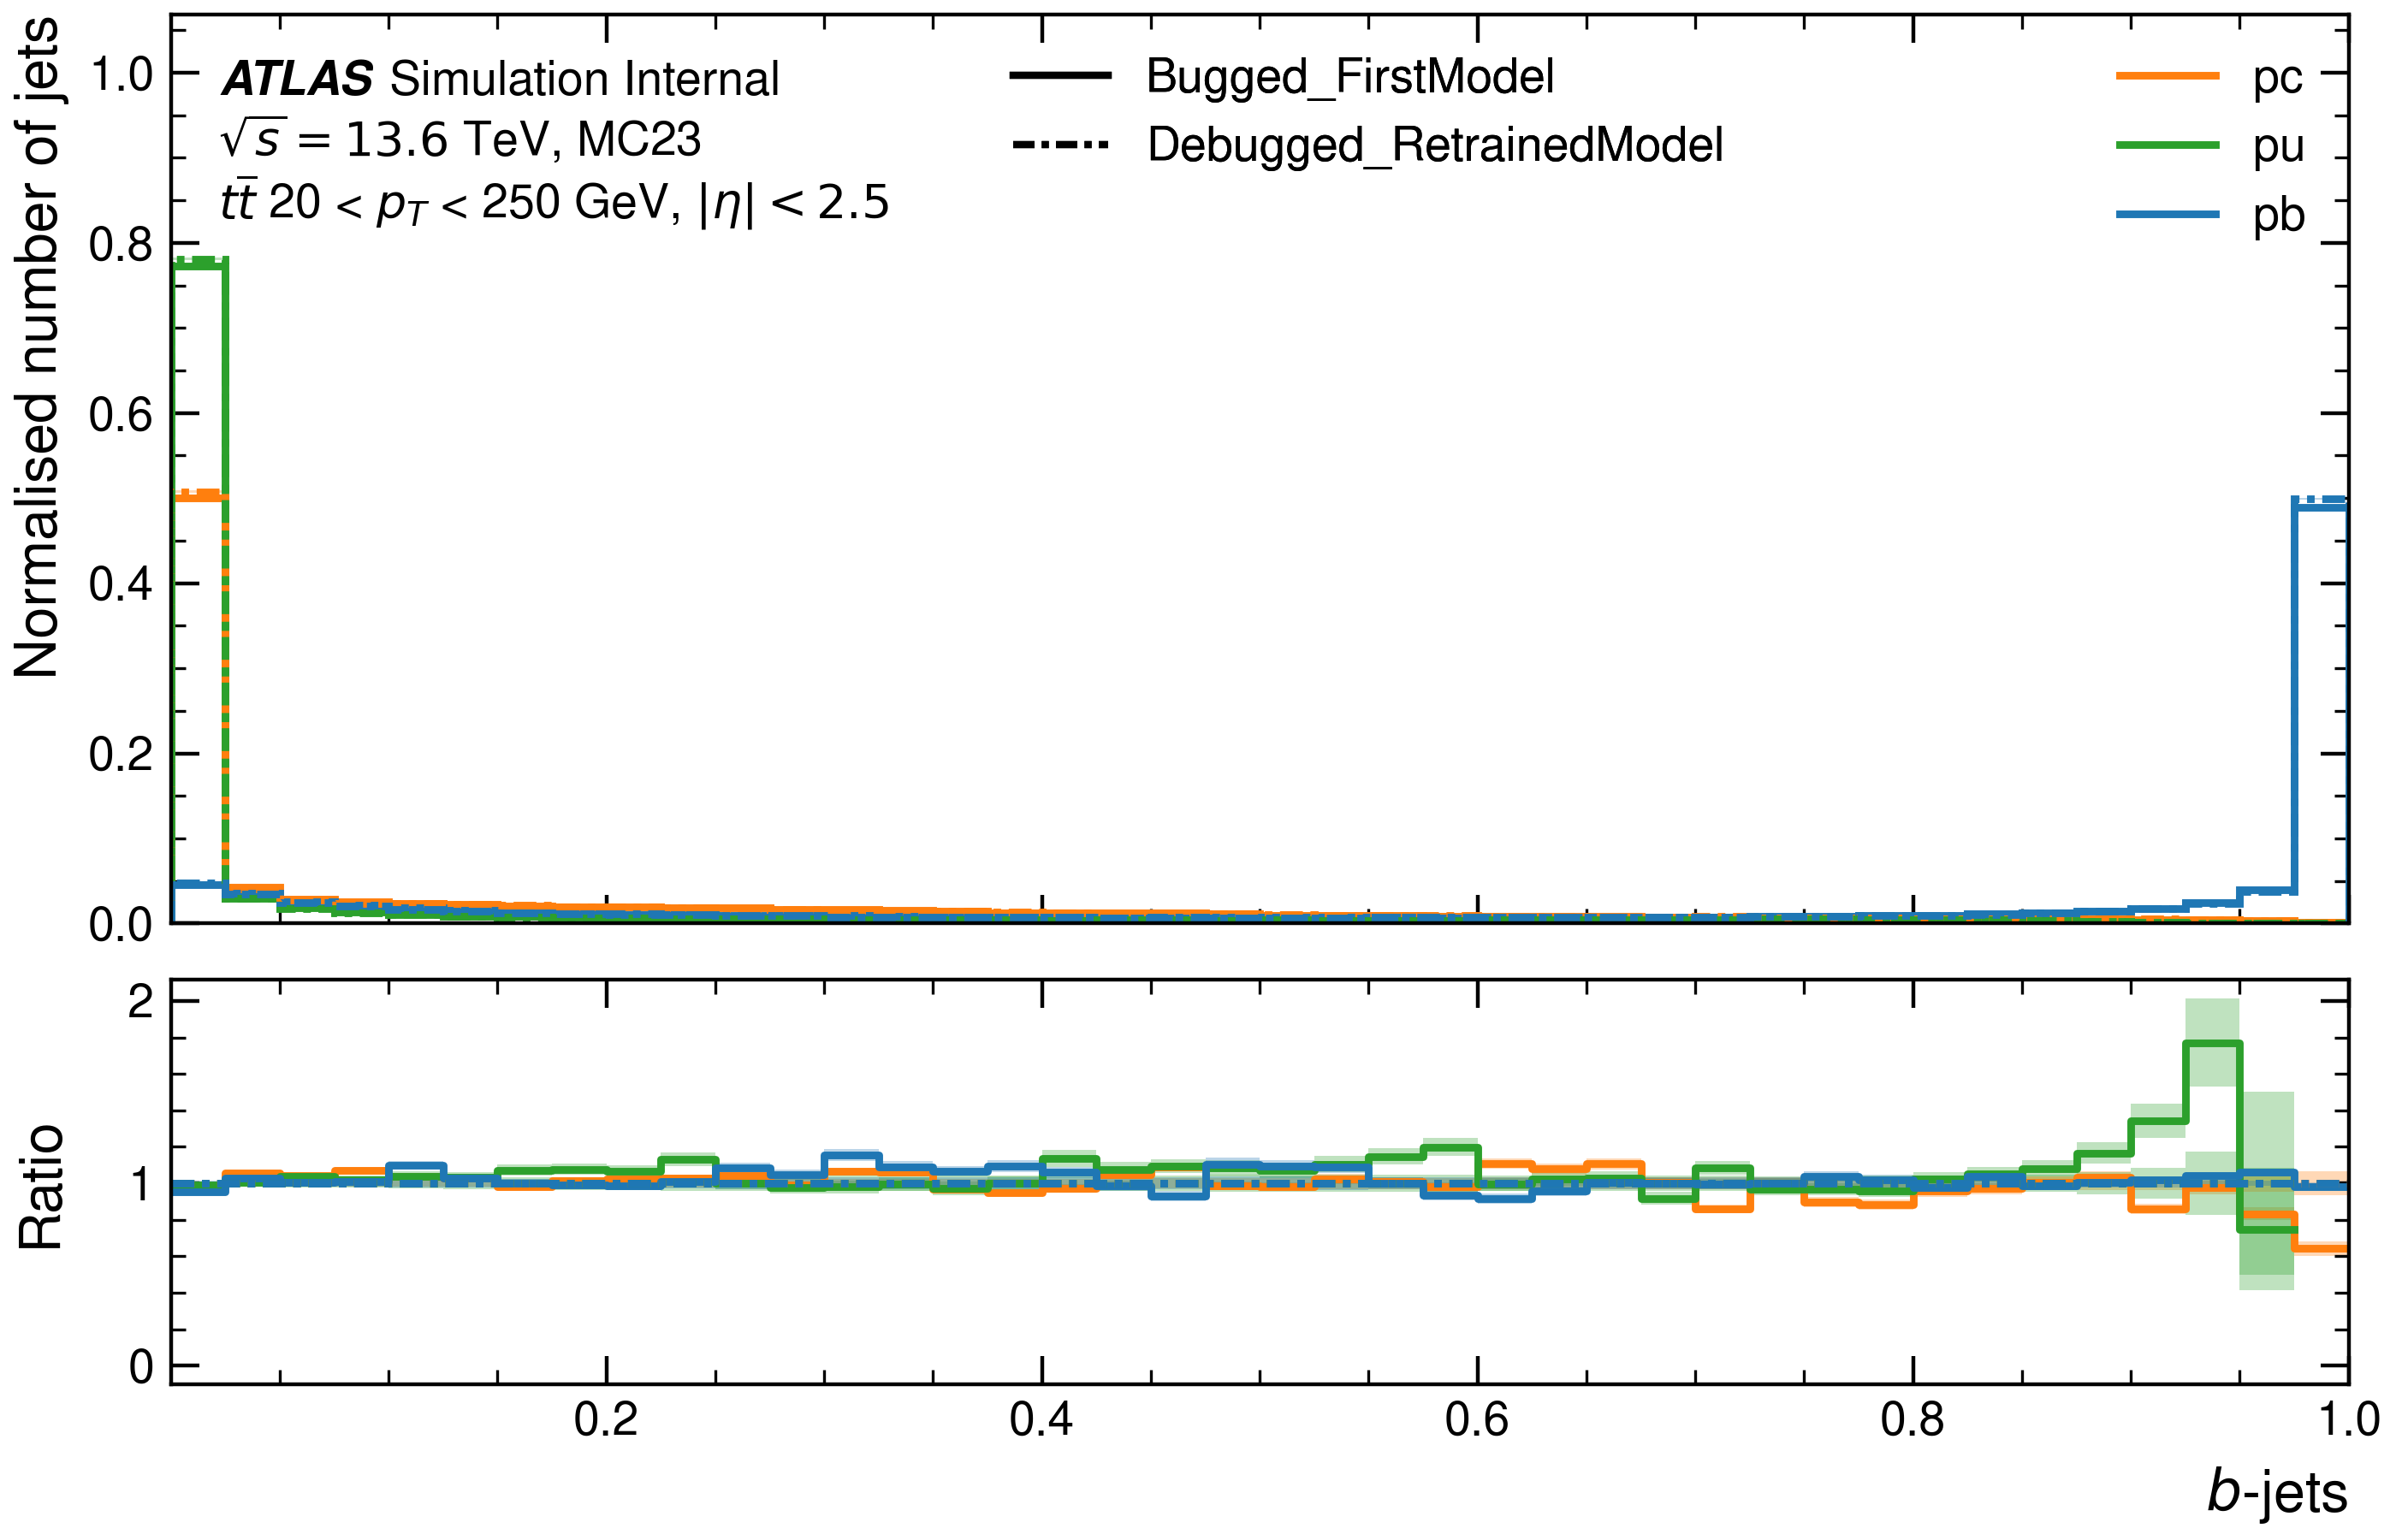 ATLAS Simulation Internal
√s = 13.6 TeV, MC23
tt̄ 20 < p_T < 250 GeV, |η| < 2.5
Bugged_FirstModel
Debugged_RetrainedModel
pc
pu
pb
Normalised number of jets
1.0
0.8
0.6
0.4
0.2
0.0
Ratio
2
1
0
0.2 0.4 0.6 0.8 1.0
b-jets